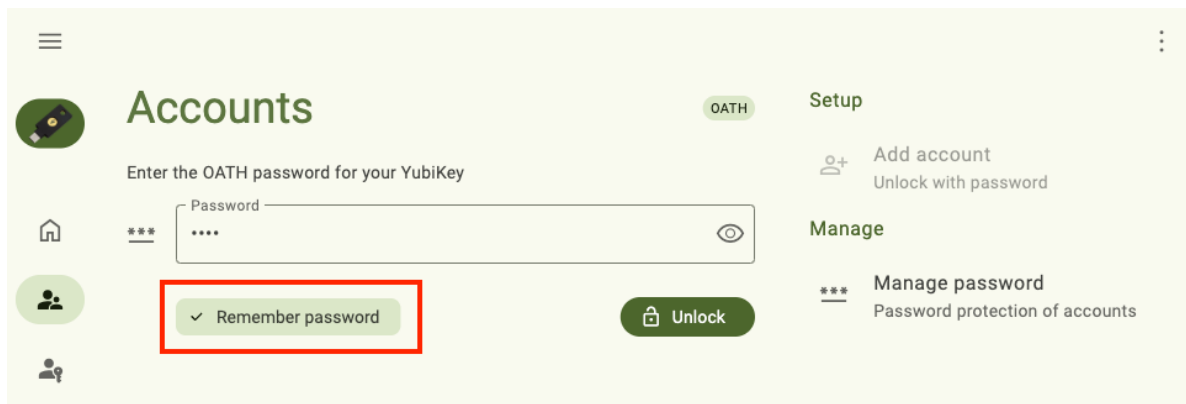 Accounts
OATH
Enter the OATH password for your YubiKey
Password
***
••••
Remember password
Unlock
Setup
Add account
Unlock with password
Manage
***
Manage password
Password protection of accounts